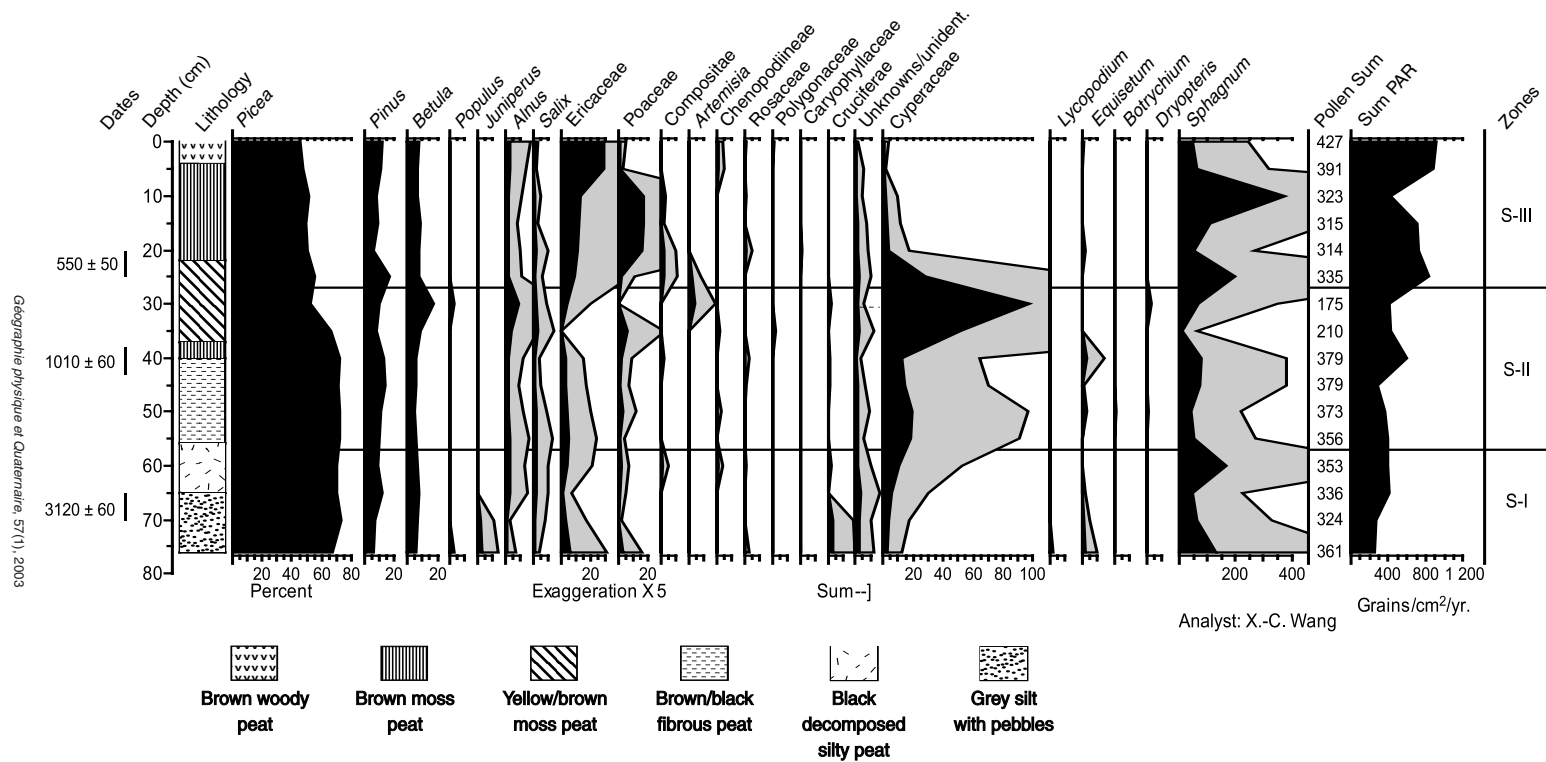 Dates
Depth (cm)
Lithology
Picea
Pinus
Betula
Populus
Juniperus
Alnus
Salix
Ericaceae
Poaceae
Compositae
Artemisia
Chenopodiineae
Rosaceae
Polygonaceae
Caryophyllaceae
Cruciferae
Unknowns/unident.
Cyperaceae
Lycopodium
Equisetum
Botrychium
Dryopteris
Sphagnum
Pollen Sum
Sum PAR
Zones
0
10
20
30
40
50
60
70
80
550 ± 50
1010 ± 60
3120 ± 60
427
391
323
315
314
335
175
210
379
379
373
356
353
336
324
361
S-III
S-II
S-I
20 40 60 80 20 20 20 20 20 40 60 80 100 200 400 400 800 1 200
Percent Exaggeration X 5 Sum--]
Grains/cm²/yr.
Analyst: X.-C. Wang
Géographie physique et Quaternaire, 57(1), 2003
Brown woody
peat
Brown moss
peat
Yellow/brown
moss peat
Brown/black
fibrous peat
Black
decomposed
silty peat
Grey silt
with pebbles